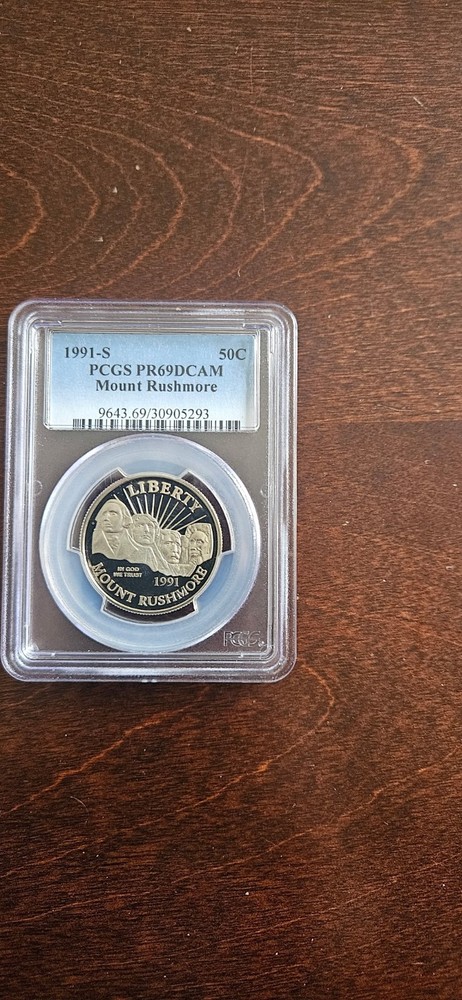 1991-S 50C
PCGS PR69DCAM
Mount Rushmore
9643.69/30905293
LIBERTY
IN GOD
WE TRUST
1991
MOUNT RUSHMORE
PCGS